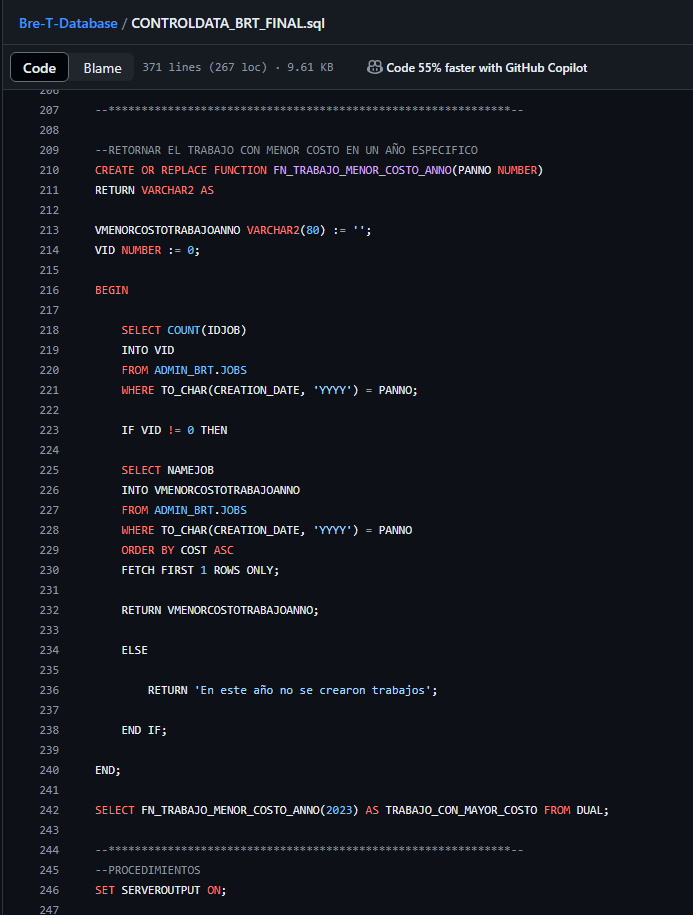 Bre-T-Database / CONTROLDATA_BRT_FINAL.sql
Code Blame 371 lines (267 loc) · 9.61 KB Code 55% faster with GitHub Copilot
206
207 --*************************************************************--
208
209 --RETORNAR EL TRABAJO CON MENOR COSTO EN UN AÑO ESPECIFICO
210 CREATE OR REPLACE FUNCTION FN_TRABAJO_MENOR_COSTO_ANNO(PANNO NUMBER)
211 RETURN VARCHAR2 AS
212
213 VMENORCOSTOTRABAJOANNO VARCHAR2(80) := '';
214 VID NUMBER := 0;
215
216 BEGIN
217
218 SELECT COUNT(IDJOB)
219 INTO VID
220 FROM ADMIN_BRT.JOBS
221 WHERE TO_CHAR(CREATION_DATE, 'YYYY') = PANNO;
222
223 IF VID != 0 THEN
224
225 SELECT NAMEJOB
226 INTO VMENORCOSTOTRABAJOANNO
227 FROM ADMIN_BRT.JOBS
228 WHERE TO_CHAR(CREATION_DATE, 'YYYY') = PANNO
229 ORDER BY COST ASC
230 FETCH FIRST 1 ROWS ONLY;
231
232 RETURN VMENORCOSTOTRABAJOANNO;
233
234 ELSE
235
236 RETURN 'En este año no se crearon trabajos';
237
238 END IF;
239
240 END;
241
242 SELECT FN_TRABAJO_MENOR_COSTO_ANNO(2023) AS TRABAJO_CON_MAYOR_COSTO FROM DUAL;
243
244 --*************************************************************--
245 --PROCEDIMIENTOS
246 SET SERVEROUTPUT ON;
247